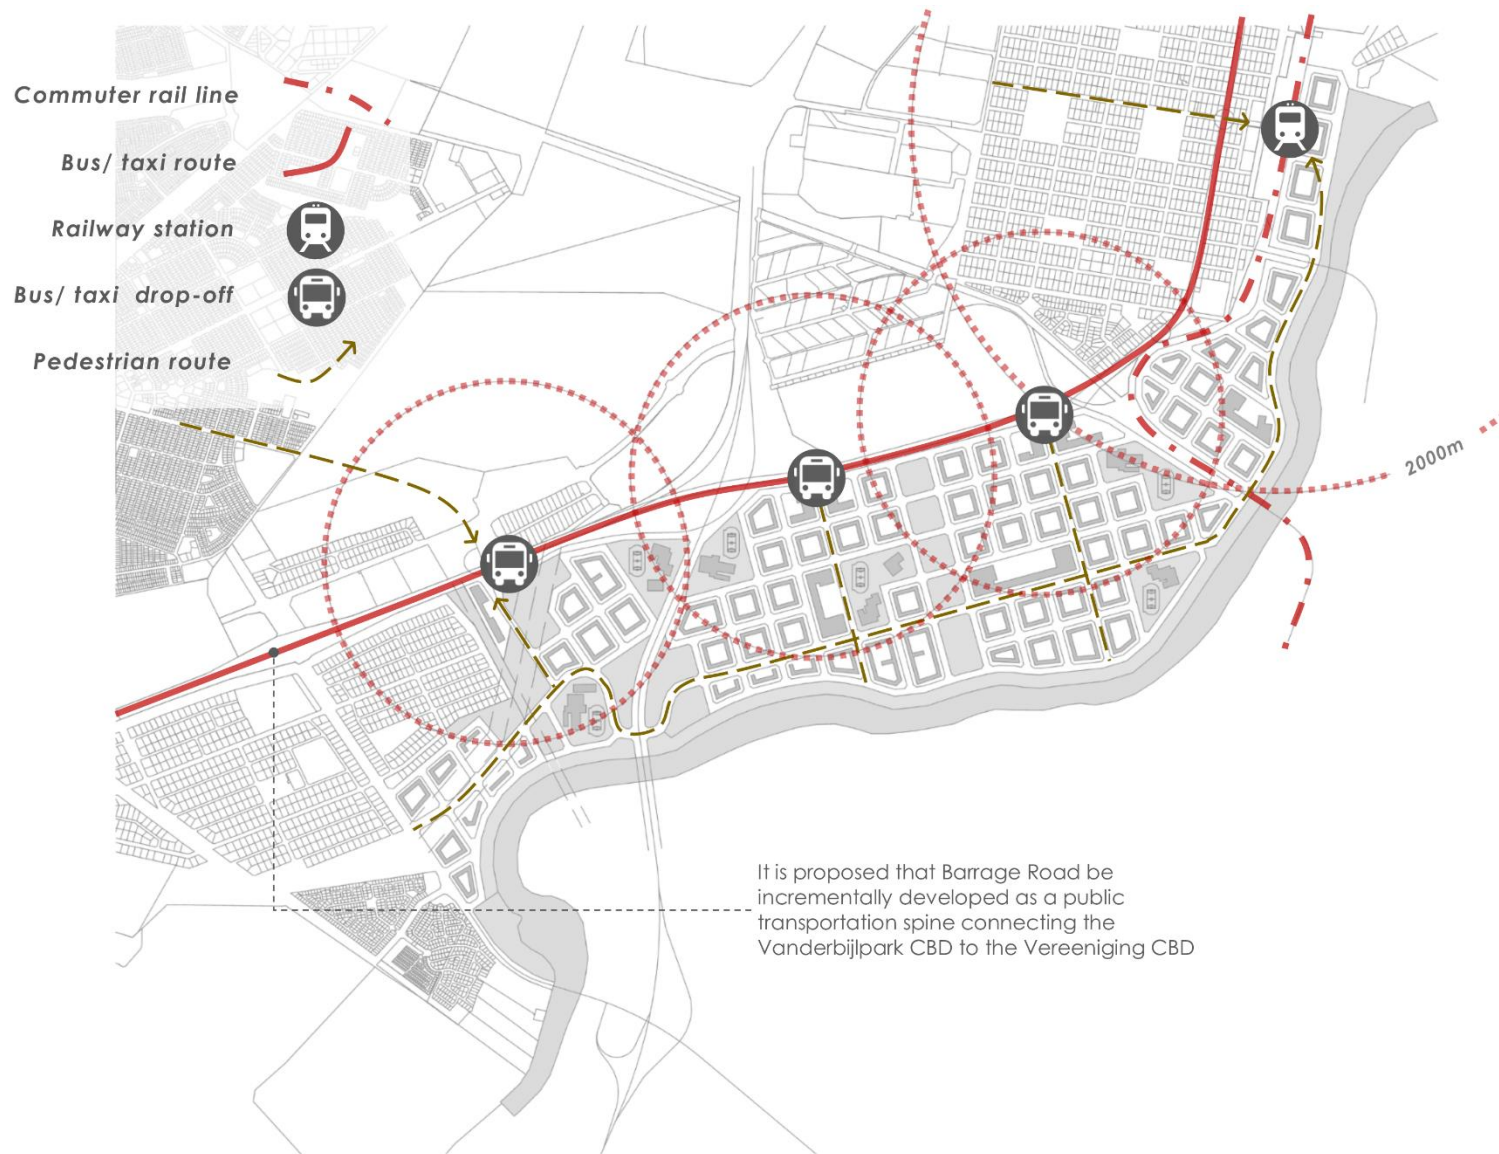 Commuter rail line
Bus/ taxi route
Railway station
Bus/ taxi drop-off
Pedestrian route
2000m
It is proposed that Barrage Road be
incrementally developed as a public
transportation spine connecting the
Vanderbijlpark CBD to the Vereeniging CBD